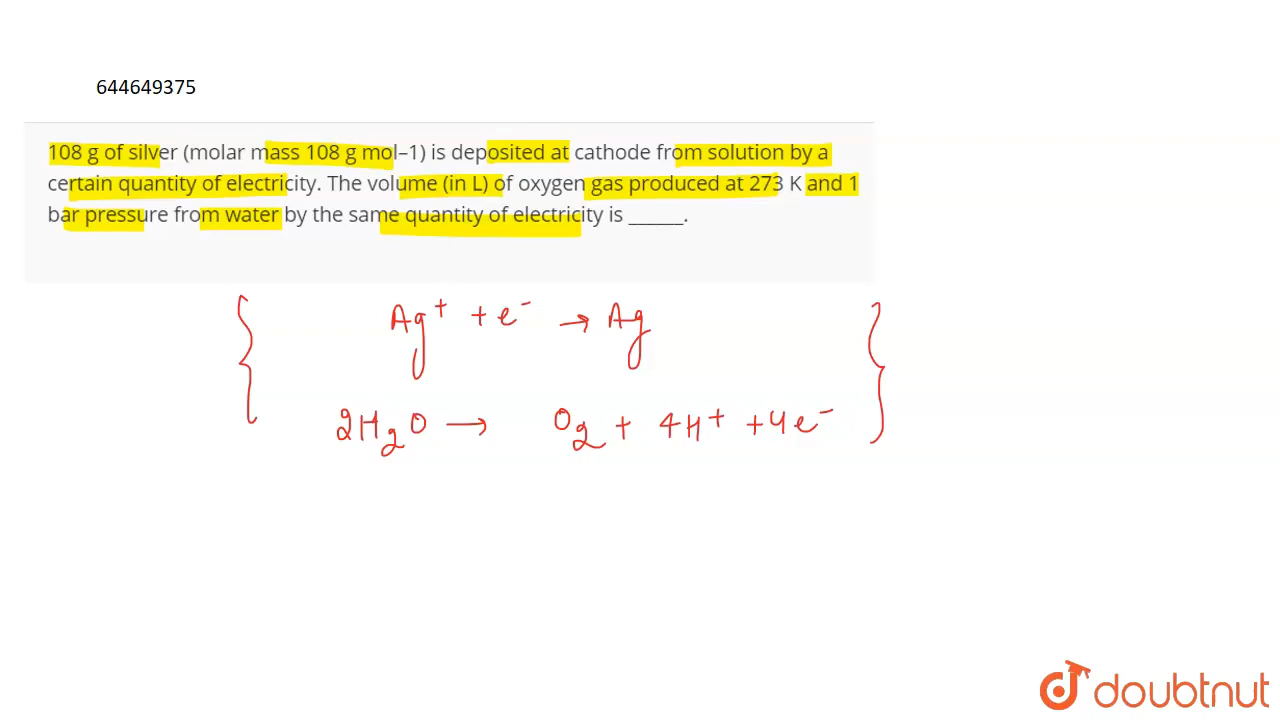 644649375
108 g of silver (molar mass 108 g mol–1) is deposited at cathode from solution by a
certain quantity of electricity. The volume (in L) of oxygen gas produced at 273 K and 1
bar pressure from water by the same quantity of electricity is ______.
Ag⁺ + e⁻ → Ag
2H₂O → O₂ + 4H⁺ + 4e⁻
doubtnut